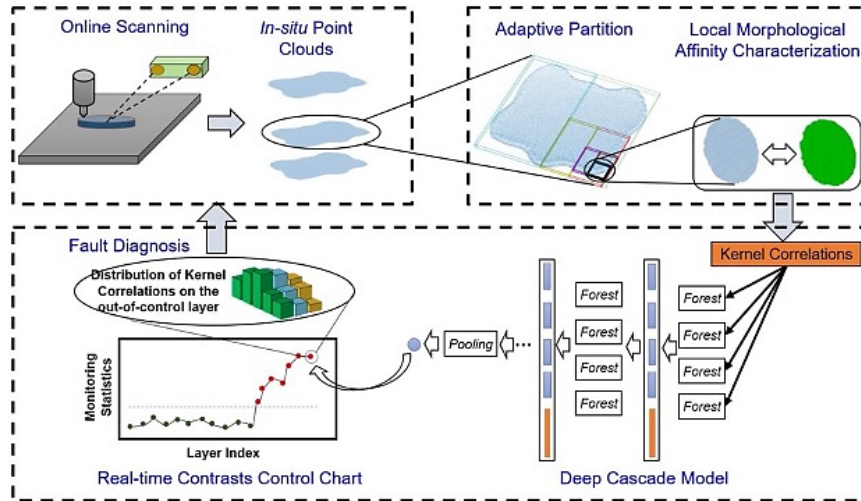 Online Scanning
In-situ Point
Clouds
Adaptive Partition
Local Morphological
Affinity Characterization
Kernel Correlations
Fault Diagnosis
Distribution of Kernel
Correlations on the
out-of-control layer
Monitoring
Statistics
Layer Index
Real-time Contrasts Control Chart
Pooling
...
Forest
Forest
Forest
Forest
Forest
Forest
Forest
Forest
Deep Cascade Model